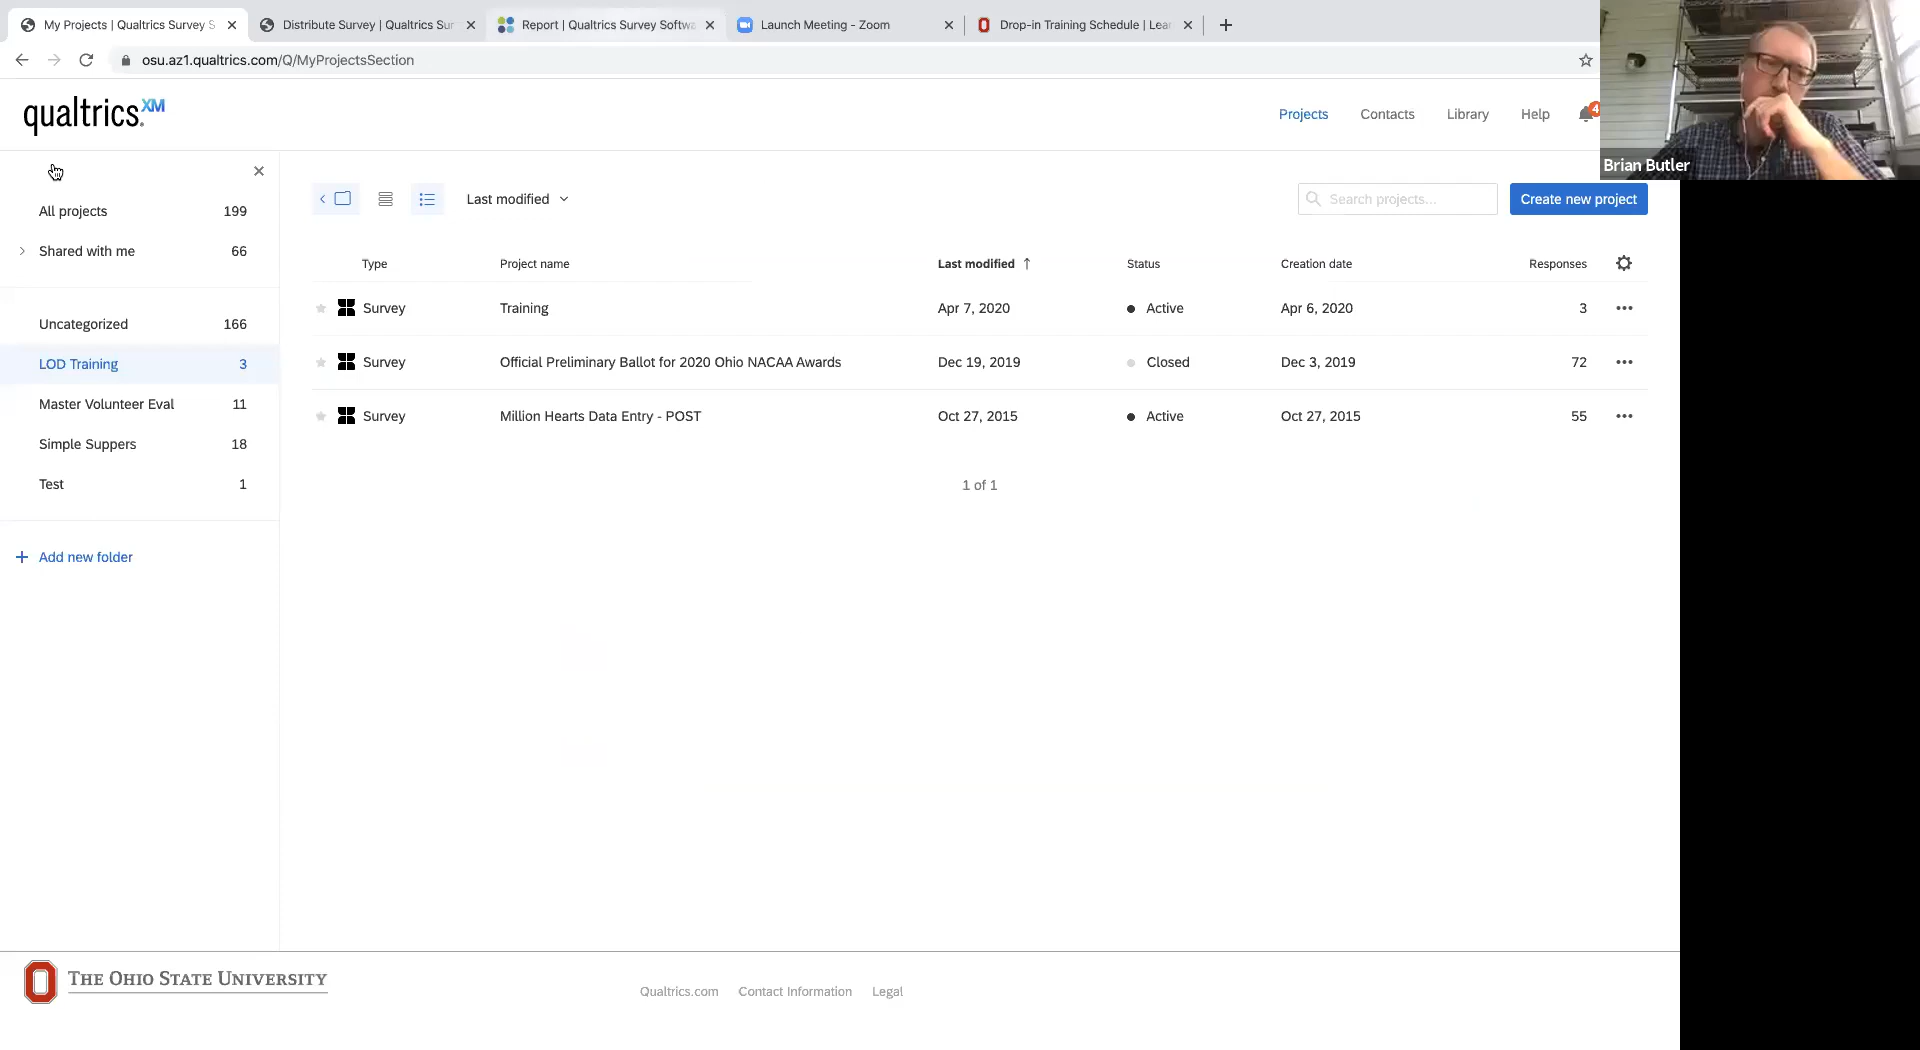 My Projects | Qualtrics Survey S
Distribute Survey | Qualtrics Sur
Report | Qualtrics Survey Softwa
Launch Meeting - Zoom
Drop-in Training Schedule | Lea
osu.az1.qualtrics.com/Q/MyProjectsSection
qualtrics.XM
Projects Contacts Library Help 4
Brian Butler
All projects 199
Shared with me 66
Uncategorized 166
LOD Training 3
Master Volunteer Eval 11
Simple Suppers 18
Test 1
Add new folder
Last modified
Search projects...
Create new project
Type Project name Last modified ↑ Status Creation date Responses
Survey Training Apr 7, 2020 Active Apr 6, 2020 3
Survey Official Preliminary Ballot for 2020 Ohio NACAA Awards Dec 19, 2019 Closed Dec 3, 2019 72
Survey Million Hearts Data Entry - POST Oct 27, 2015 Active Oct 27, 2015 55
1 of 1
THE OHIO STATE UNIVERSITY
Qualtrics.com Contact Information Legal